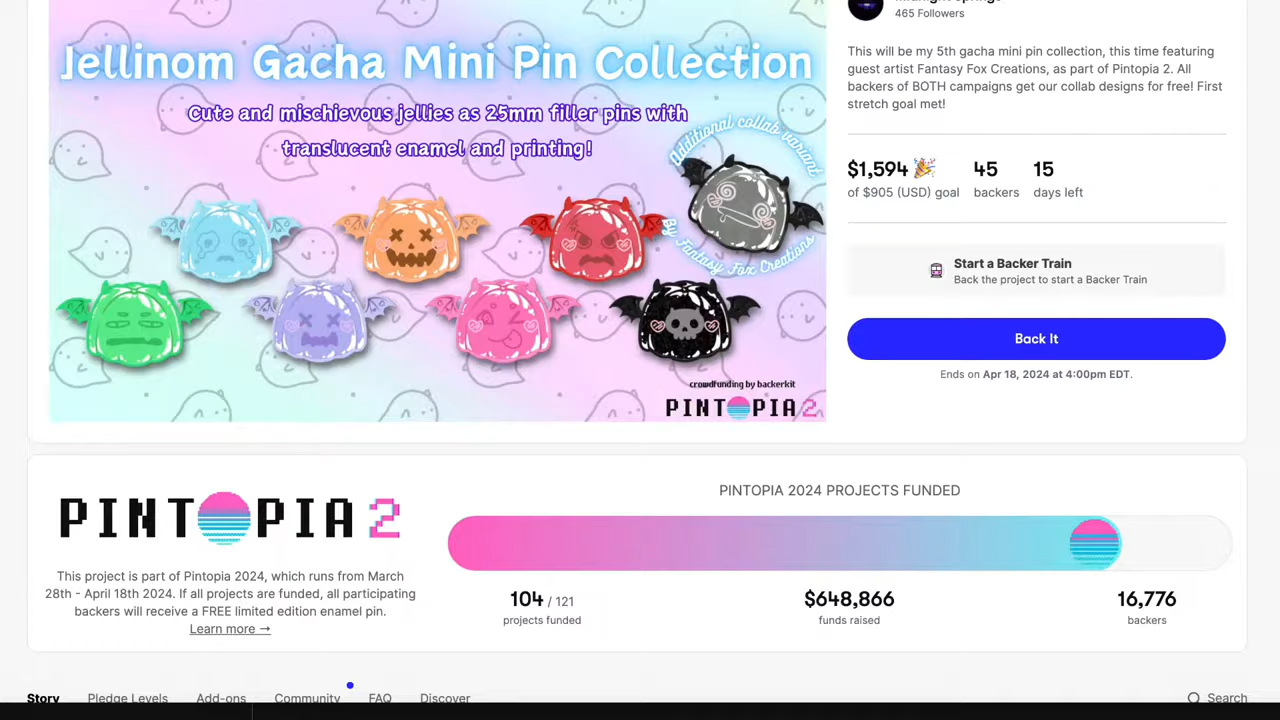 465 Followers
Jellinom Gacha Mini Pin Collection
Cute and mischievous jellies as 25mm filler pins with
translucent enamel and printing!
Additional collab variant
By Fantasy Fox Creations
crowdfunding by backerkit
PINTOPIA 2
This will be my 5th gacha mini pin collection, this time featuring
guest artist Fantasy Fox Creations, as part of Pintopia 2. All
backers of BOTH campaigns get our collab designs for free! First
stretch goal met!
$1,594 45 15
of $905 (USD) goal backers days left
Start a Backer Train
Back the project to start a Backer Train
Back It
Ends on Apr 18, 2024 at 4:00pm EDT.
PINTOPIA 2
This project is part of Pintopia 2024, which runs from March
28th - April 18th 2024. If all projects are funded, all participating
backers will receive a FREE limited edition enamel pin.
Learn more →
PINTOPIA 2024 PROJECTS FUNDED
104 / 121 $648,866 16,776
projects funded funds raised backers
Story Pledge Levels Add-ons Community FAQ Discover Search